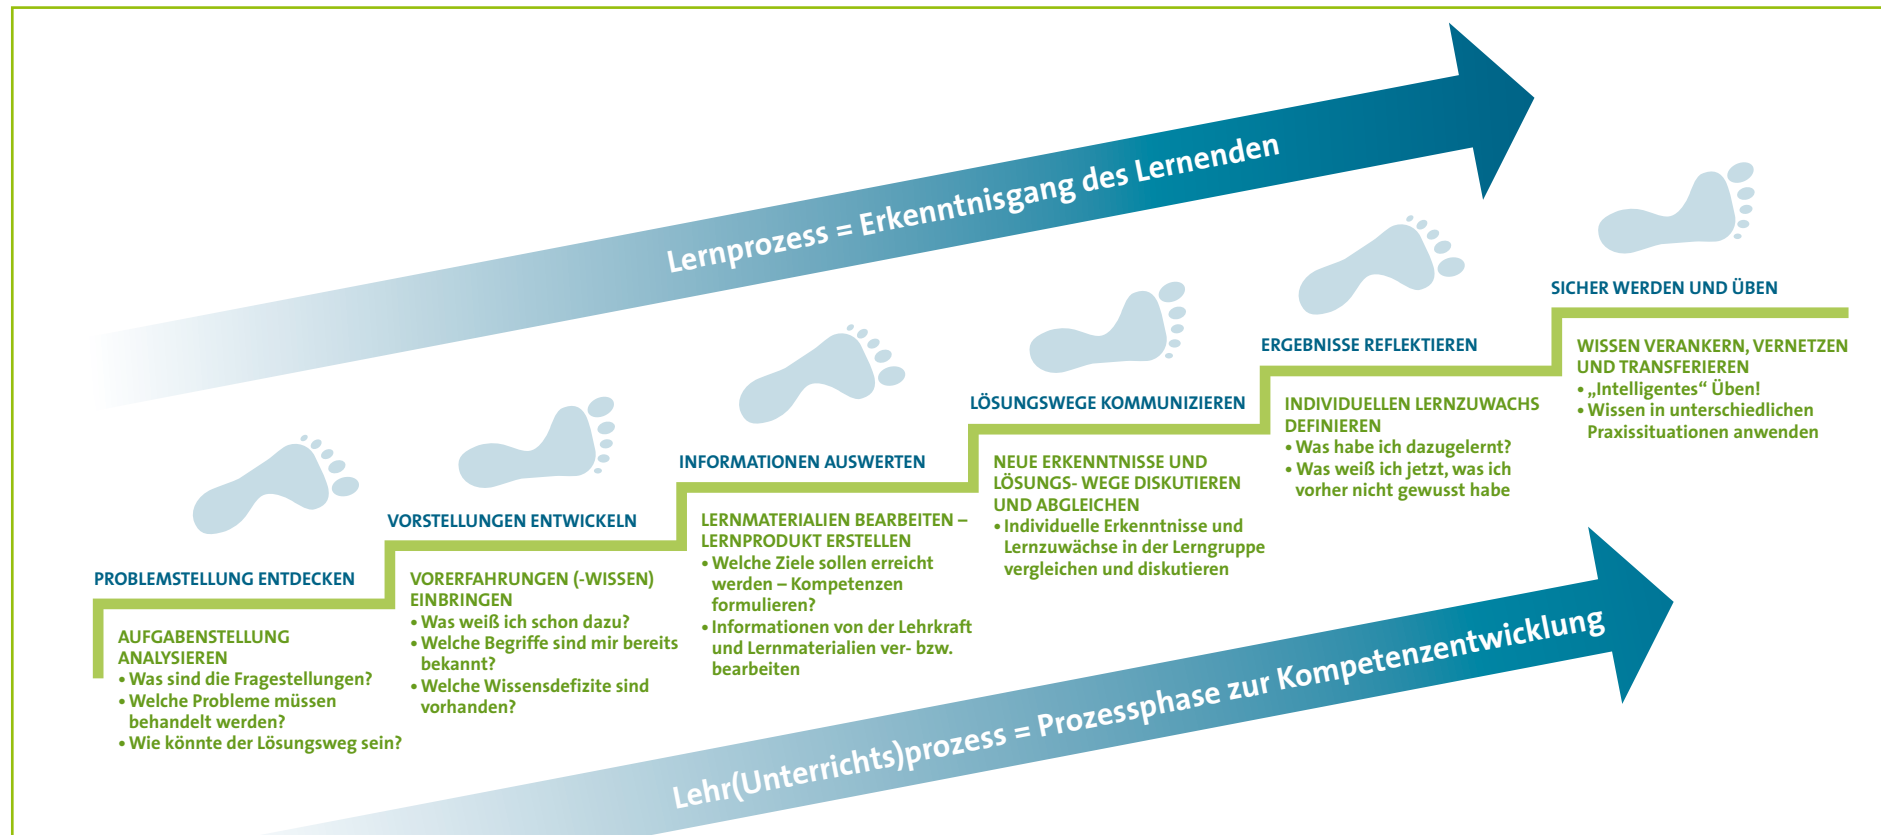 Lernprozess = Erkenntnisgang des Lernenden
PROBLEMSTELLUNG ENTDECKEN
AUFGABENSTELLUNG
ANALYSIEREN
• Was sind die Fragestellungen?
• Welche Probleme müssen
behandelt werden?
• Wie könnte der Lösungsweg sein?
VORSTELLUNGEN ENTWICKELN
VORERFAHRUNGEN (-WISSEN)
EINBRINGEN
• Was weiß ich schon dazu?
• Welche Begriffe sind mir bereits
bekannt?
• Welche Wissensdefizite sind
vorhanden?
INFORMATIONEN AUSWERTEN
LERNMATERIALIEN BEARBEITEN –
LERNPRODUKT ERSTELLEN
• Welche Ziele sollen erreicht
werden – Kompetenzen
formulieren?
• Informationen von der Lehrkraft
und Lernmaterialien ver- bzw.
bearbeiten
LÖSUNGSWEGE KOMMUNIZIEREN
NEUE ERKENNTNISSE UND
LÖSUNGS- WEGE DISKUTIEREN
UND ABGLEICHEN
• Individuelle Erkenntnisse und
Lernzuwächse in der Lerngruppe
vergleichen und diskutieren
ERGEBNISSE REFLEKTIEREN
INDIVIDUELLEN LERNZUWACHS
DEFINIEREN
• Was habe ich dazugelernt?
• Was weiß ich jetzt, was ich
vorher nicht gewusst habe
SICHER WERDEN UND ÜBEN
WISSEN VERANKERN, VERNETZEN
UND TRANSFERIEREN
• „Intelligentes“ Üben!
• Wissen in unterschiedlichen
Praxissituationen anwenden
Lehr(Unterrichts)prozess = Prozessphase zur Kompetenzentwicklung